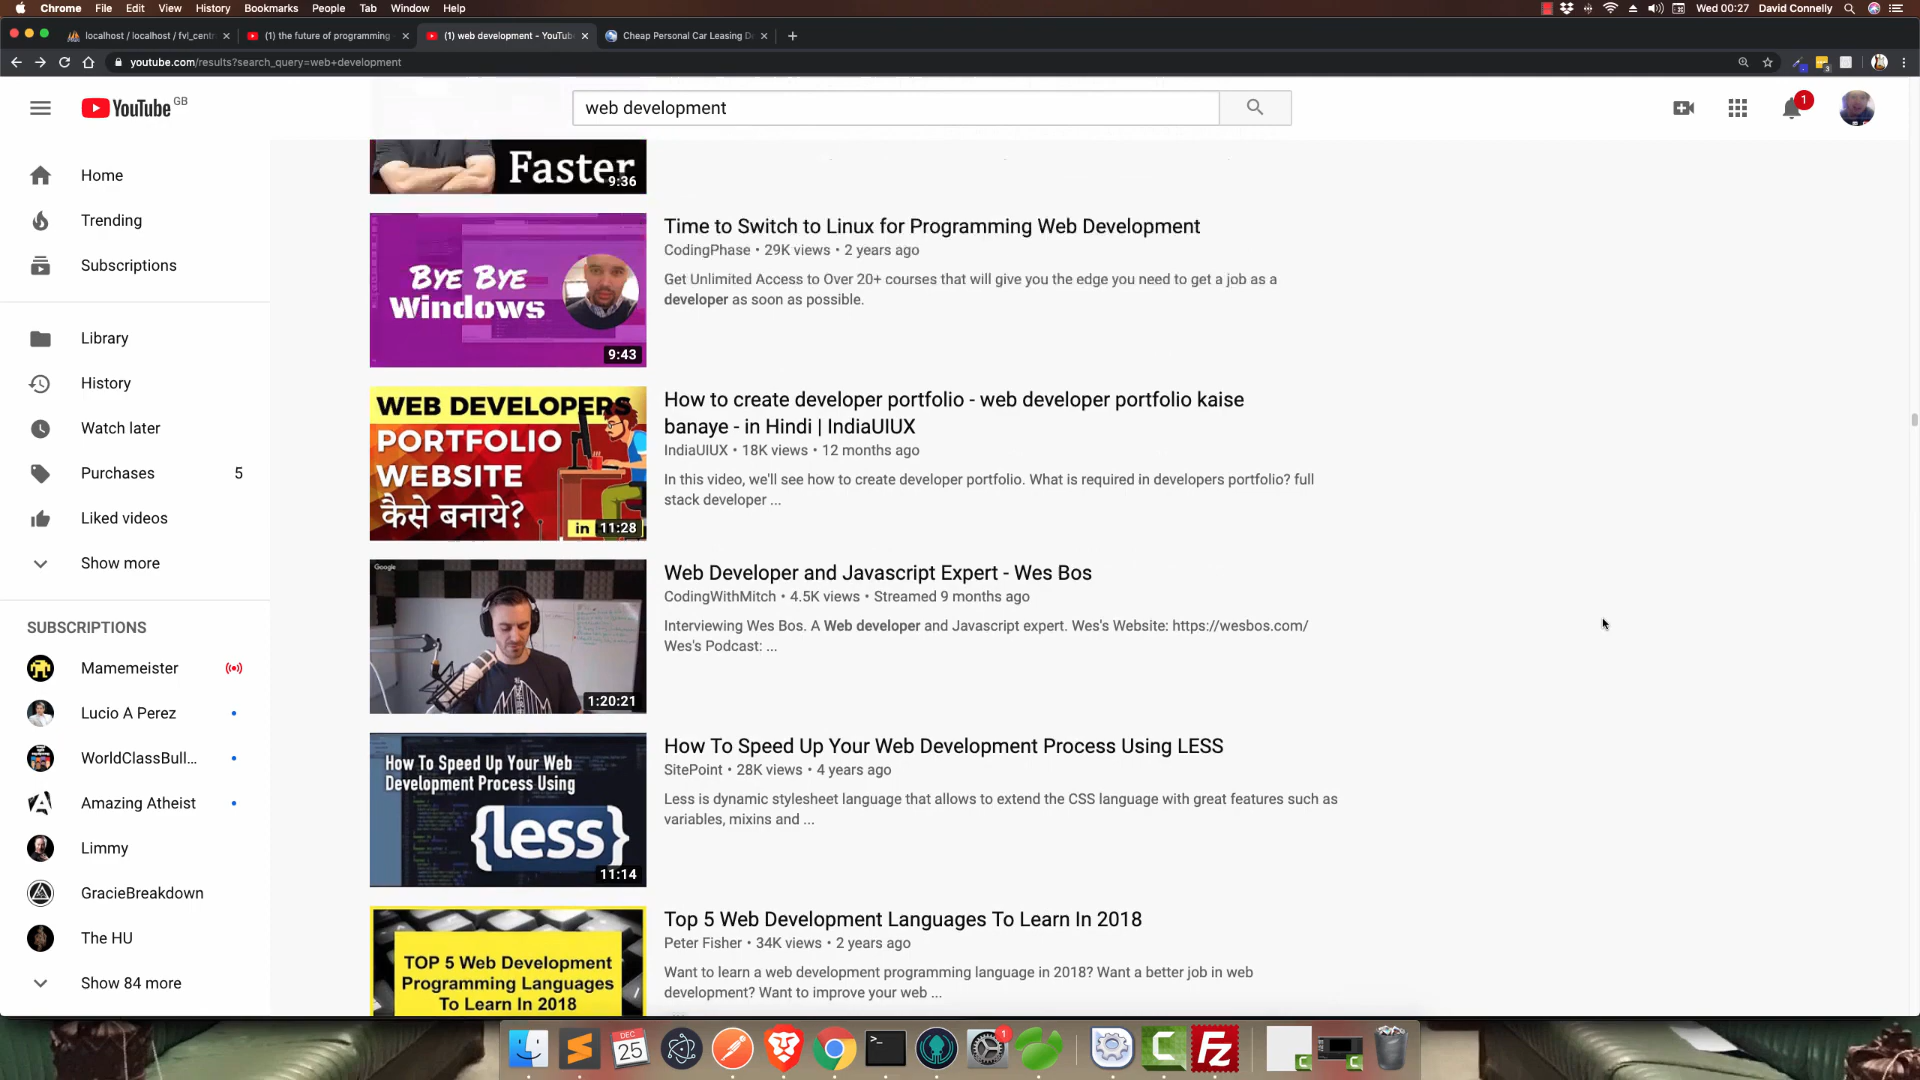 Chrome File Edit View History Bookmarks People Tab Window Help
Wed 00:27 David Connelly
localhost / localhost / fvl_cent
(1) the future of programming
(1) web development - YouTube
Cheap Personal Car Leasing D
youtube.com/results?search_query=web+development
YouTube GB
web development
1
Home
Trending
Subscriptions
Library
History
Watch later
Purchases 5
Liked videos
Show more
SUBSCRIPTIONS
Mamemeister
Lucio A Perez
WorldClassBull...
Amazing Atheist
Limmy
GracieBreakdown
The HU
Show 84 more
Faster
9:36
BYE BYE
Windows
9:43
Time to Switch to Linux for Programming Web Development
CodingPhase • 29K views • 2 years ago
Get Unlimited Access to Over 20+ courses that will give you the edge you need to get a job as a
developer as soon as possible.
WEB DEVELOPERS
PORTFOLIO
WEBSITE
कैसे बनाये?
in 11:28
How to create developer portfolio - web developer portfolio kaise
banaye - in Hindi | IndiaUIUX
IndiaUIUX • 18K views • 12 months ago
In this video, we'll see how to create developer portfolio. What is required in developers portfolio? full
stack developer ...
Google
1:20:21
Web Developer and Javascript Expert - Wes Bos
CodingWithMitch • 4.5K views • Streamed 9 months ago
Interviewing Wes Bos. A Web developer and Javascript expert. Wes's Website: https://wesbos.com/
Wes's Podcast: ...
How To Speed Up Your Web
Development Process Using
{less}
11:14
How To Speed Up Your Web Development Process Using LESS
SitePoint • 28K views • 4 years ago
Less is dynamic stylesheet language that allows to extend the CSS language with great features such as
variables, mixins and ...
TOP 5 Web Development
Programming Languages
To Learn In 2018
Top 5 Web Development Languages To Learn In 2018
Peter Fisher • 34K views • 2 years ago
Want to learn a web development programming language in 2018? Want a better job in web
development? Want to improve your web ...
DEC
25
1